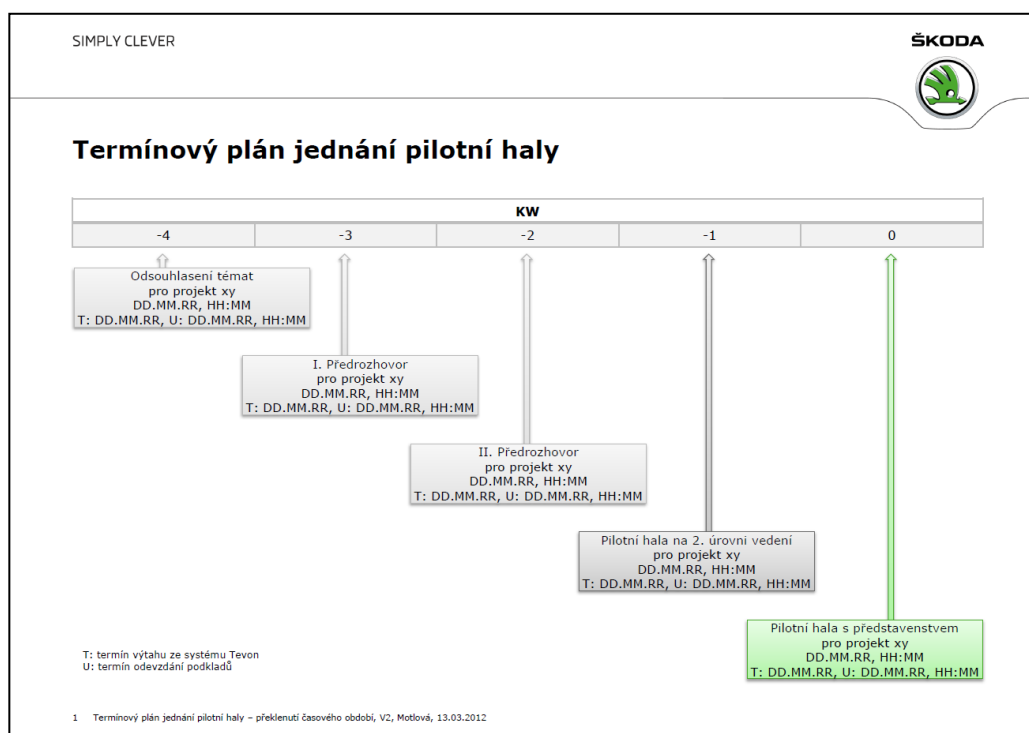 SIMPLY CLEVER
ŠKODA
Termínový plán jednání pilotní haly
KW
-4 -3 -2 -1 0
Odsouhlasení témat
pro projekt xy
DD.MM.RR, HH:MM
T: DD.MM.RR, U: DD.MM.RR, HH:MM
I. Předrozhovor
pro projekt xy
DD.MM.RR, HH:MM
T: DD.MM.RR, U: DD.MM.RR, HH:MM
II. Předrozhovor
pro projekt xy
DD.MM.RR, HH:MM
T: DD.MM.RR, U: DD.MM.RR, HH:MM
Pilotní hala na 2. úrovni vedení
pro projekt xy
DD.MM.RR, HH:MM
T: DD.MM.RR, U: DD.MM.RR, HH:MM
Pilotní hala s představenstvem
pro projekt xy
DD.MM.RR, HH:MM
T: DD.MM.RR, U: DD.MM.RR, HH:MM
T: termín výtahu ze systému Tevon
U: termín odevzdání podkladů
1 Termínový plán jednání pilotní haly – překlenutí časového období, V2, Motlová, 13.03.2012